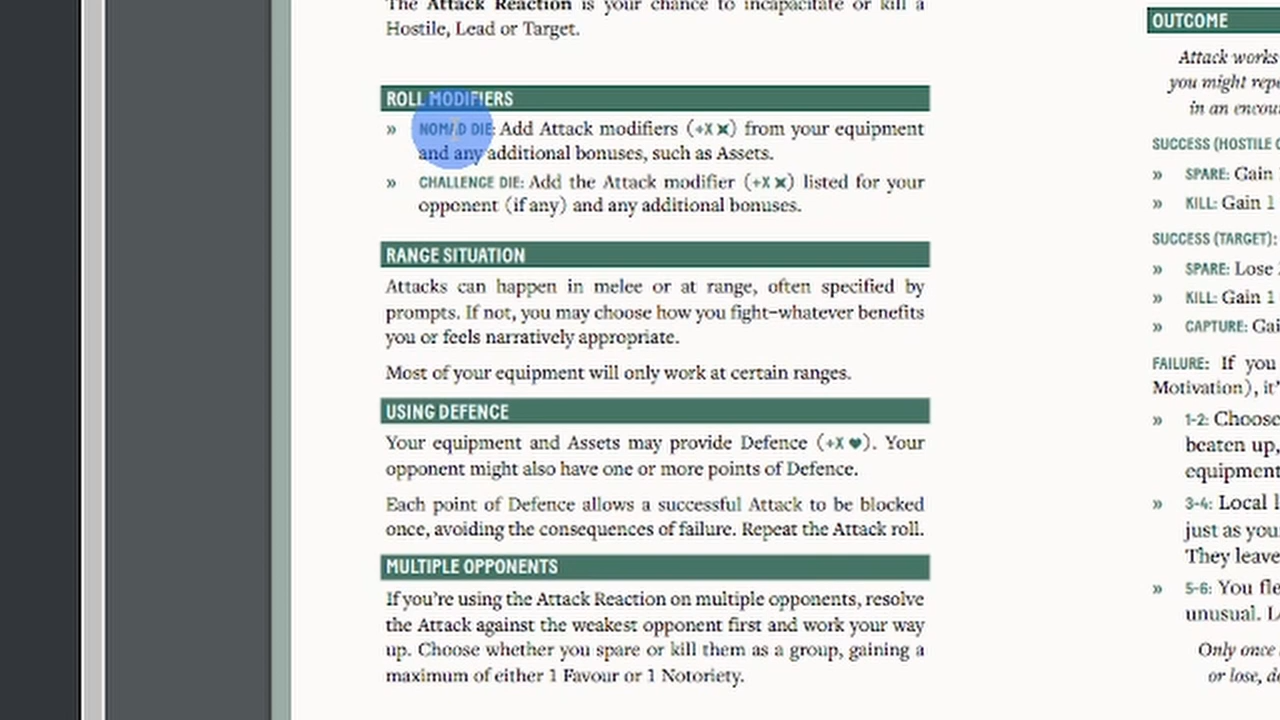 The Attack Reaction is your chance to incapacitate or kill a
Hostile, Lead or Target.
ROLL MODIFIERS
» NOMAD DIE: Add Attack modifiers (+X) from your equipment
and any additional bonuses, such as Assets.
» CHALLENGE DIE: Add the Attack modifier (+X) listed for your
opponent (if any) and any additional bonuses.
RANGE SITUATION
Attacks can happen in melee or at range, often specified by
prompts. If not, you may choose how you fight–whatever benefits
you or feels narratively appropriate.
Most of your equipment will only work at certain ranges.
USING DEFENCE
Your equipment and Assets may provide Defence (+X ♥). Your
opponent might also have one or more points of Defence.
Each point of Defence allows a successful Attack to be blocked
once, avoiding the consequences of failure. Repeat the Attack roll.
MULTIPLE OPPONENTS
If you're using the Attack Reaction on multiple opponents, resolve
the Attack against the weakest opponent first and work your way
up. Choose whether you spare or kill them as a group, gaining a
maximum of either 1 Favour or 1 Notoriety.
OUTCOME
Attack works
you might
in an
SUCCESS (HOSTILE
» SPARE: Gain
» KILL: Gain 1
SUCCESS (TARGET):
» SPARE: Lose
» KILL: Gain 1
» CAPTURE:
FAILURE: If you
Motivation), it's
» 1-2: Choose
beaten up,
equipment
» 3-4: Local
just as you
They leave
» 5-6: You
unusual.
Only once
or lose,